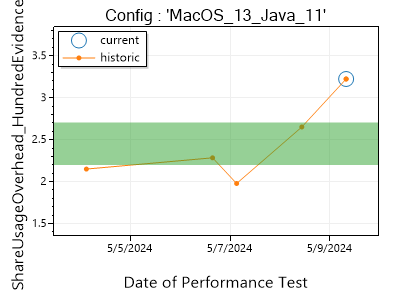 Config : 'MacOS_13_Java_11'
current
historic
ShareUsageOverhead_HundredEvidence
3.5
3
2.5
2
1.5
5/5/2024
5/7/2024
5/9/2024
Date of Performance Test